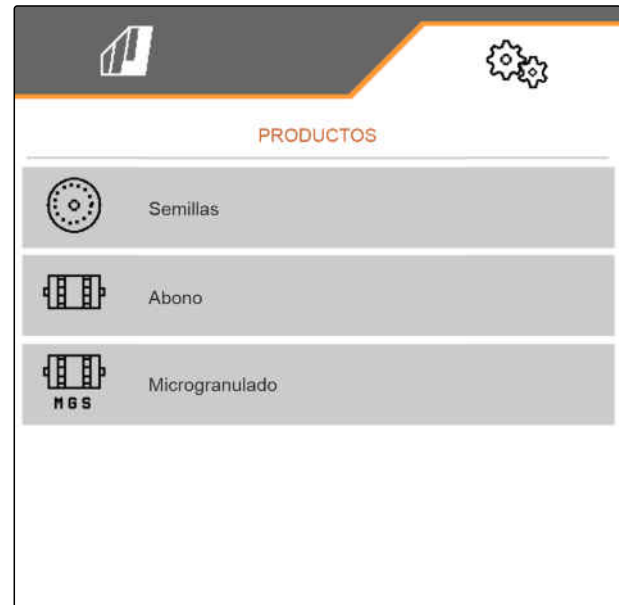 PRODUCTOS
Semillas
Abono
Microgranulado
MGS